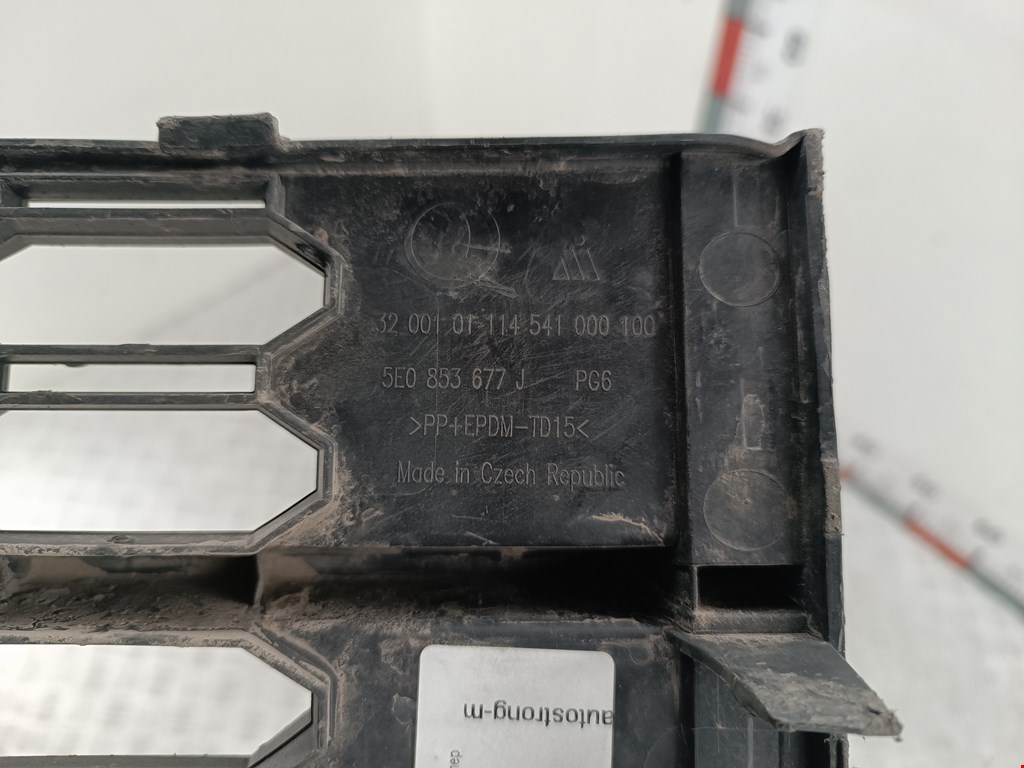 32 001 01 114 541 000 100
5E0 853 677 J PG6
>PP+EPDM-TD15<
Made in Czech Republic
autostrong-m